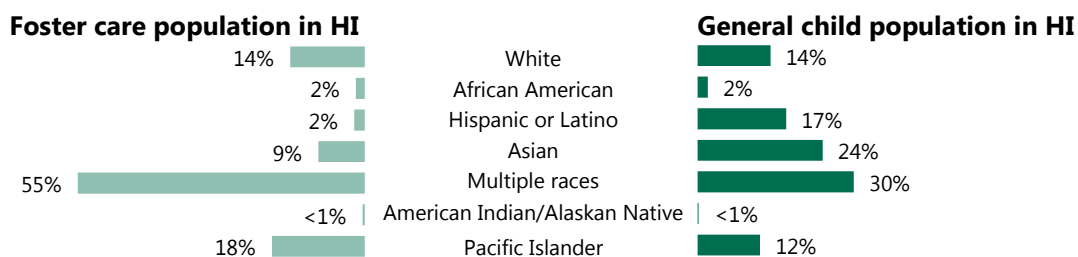 Foster care population in HI General child population in HI
14% White 14%
2% African American 2%
2% Hispanic or Latino 17%
9% Asian 24%
55% Multiple races 30%
<1% American Indian/Alaskan Native <1%
18% Pacific Islander 12%